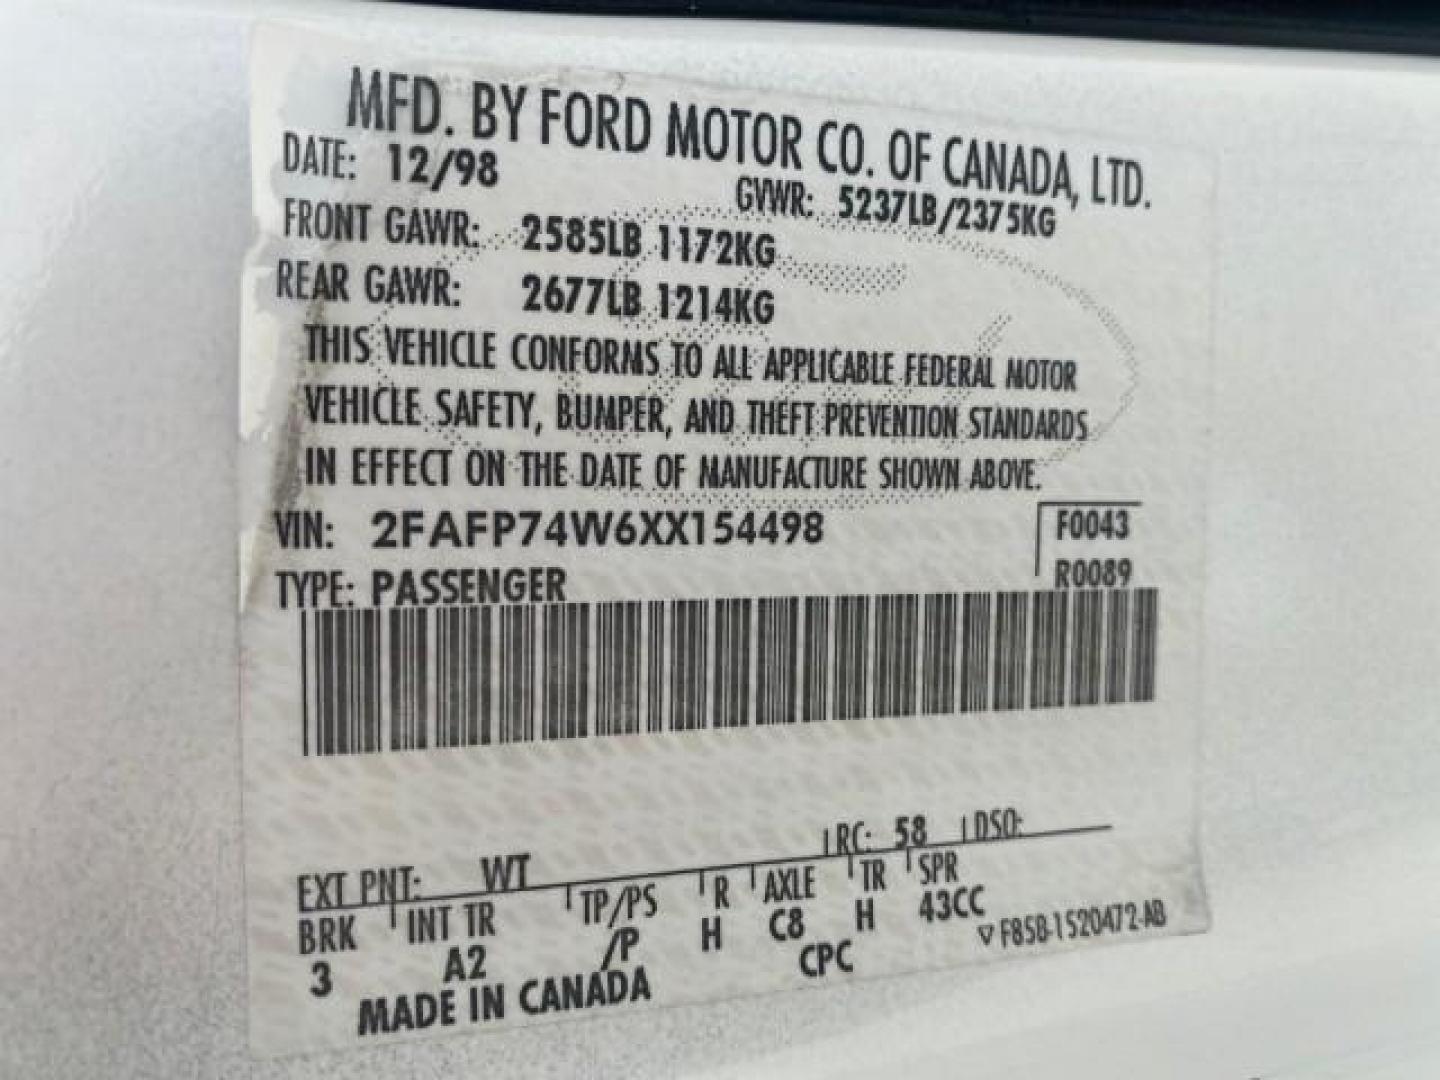 MFD. BY FORD MOTOR CO. OF CANADA, LTD.
DATE: 12/98 GVWR: 5237LB/2375KG
FRONT GAWR: 2585LB 1172KG
REAR GAWR: 2677LB 1214KG
THIS VEHICLE CONFORMS TO ALL APPLICABLE FEDERAL MOTOR
VEHICLE SAFETY, BUMPER, AND THEFT PREVENTION STANDARDS
IN EFFECT ON THE DATE OF MANUFACTURE SHOWN ABOVE.
VIN: 2FAFP74W6XX154498 F0043
TYPE: PASSENGER R0089
EXT PNT: WT RC: 58 DSO:
BRK INT TR TP/PS R AXLE TR SPR
3 A2 /P H C8 H 43CC
MADE IN CANADA CPC ▽ F85B-1520472-AB